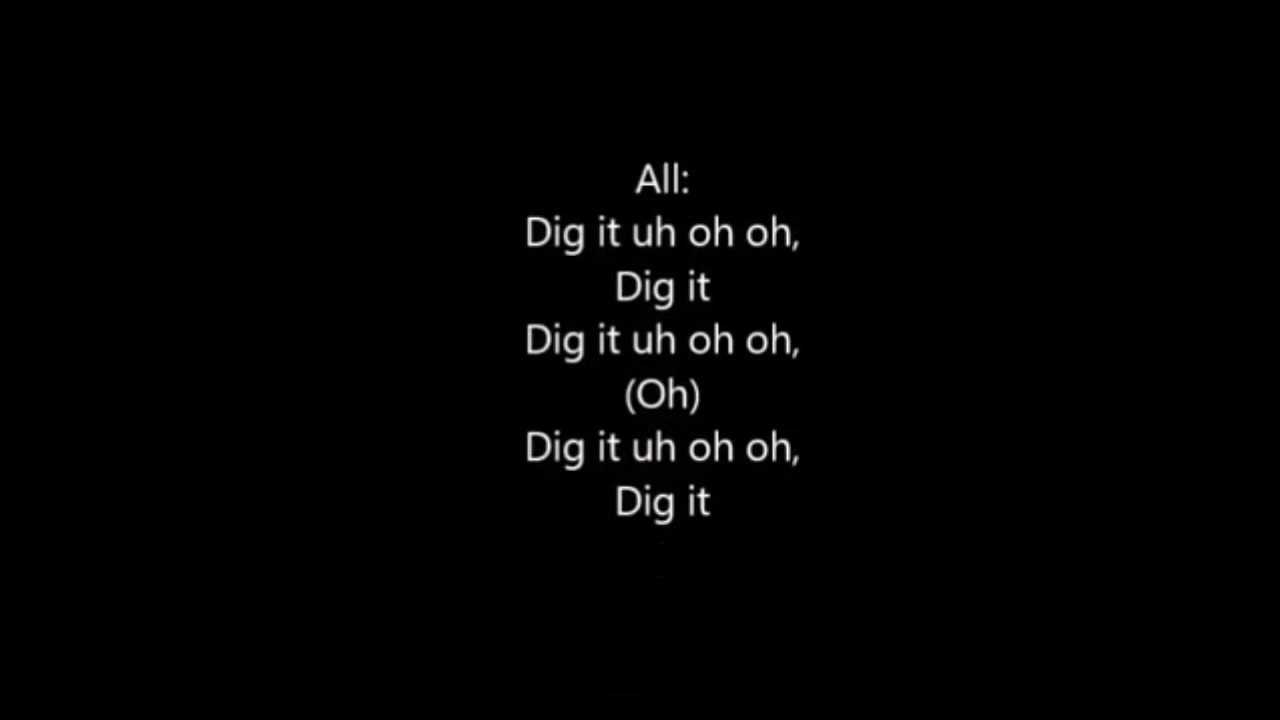 All:
Dig it uh oh oh,
Dig it
Dig it uh oh oh,
(Oh)
Dig it uh oh oh,
Dig it